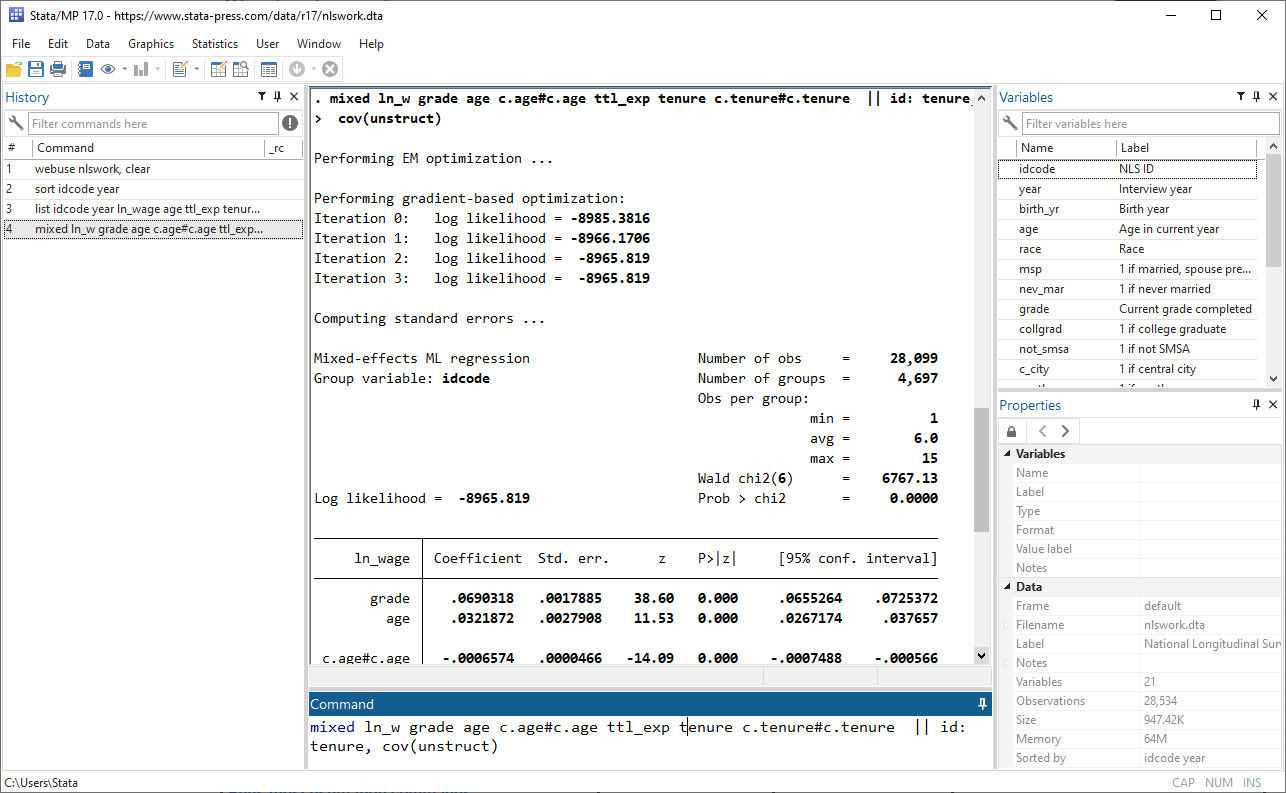 Stata/MP 17.0 - https://www.stata-press.com/data/r17/nlswork.dta
File Edit Data Graphics Statistics User Window Help
History
Filter commands here
# Command _rc
1 webuse nlswork, clear
2 sort idcode year
3 list idcode year ln_wage age ttl_exp tenur...
4 mixed ln_w grade age c.age#c.age ttl_exp...
. mixed ln_w grade age c.age#c.age ttl_exp tenure c.tenure#c.tenure  || id: tenure,
>  cov(unstruct)
Performing EM optimization ...
Performing gradient-based optimization:
Iteration 0:   log likelihood = -8985.3816
Iteration 1:   log likelihood = -8966.1706
Iteration 2:   log likelihood =  -8965.819
Iteration 3:   log likelihood =  -8965.819
Computing standard errors ...
Mixed-effects ML regression Number of obs = 28,099
Group variable: idcode Number of groups = 4,697
Obs per group:
min = 1
avg = 6.0
max = 15
Wald chi2(6) = 6767.13
Log likelihood =  -8965.819 Prob > chi2 = 0.0000
ln_wage Coefficient Std. err. z P>|z| [95% conf. interval]
grade .0690318 .0017885 38.60 0.000 .0655264 .0725372
age .0321872 .0027908 11.53 0.000 .0267174 .037657
c.age#c.age -.0006574 .0000466 -14.09 0.000 -.0007488 -.000566
Command
mixed ln_w grade age c.age#c.age ttl_exp tenure c.tenure#c.tenure  || id:
tenure, cov(unstruct)
Variables
Filter variables here
Name Label
idcode NLS ID
year Interview year
birth_yr Birth year
age Age in current year
race Race
msp 1 if married, spouse pre...
nev_mar 1 if never married
grade Current grade completed
collgrad 1 if college graduate
not_smsa 1 if not SMSA
c_city 1 if central city
Properties
Variables
Name
Label
Type
Format
Value label
Notes
Data
Frame default
Filename nlswork.dta
Label National Longitudinal Sur
Notes
Variables 21
Observations 28,534
Size 947.42K
Memory 64M
Sorted by idcode year
C:\Users\Stata CAP NUM INS